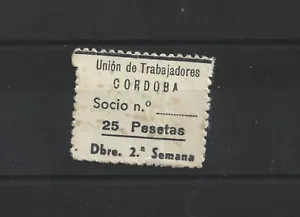 Unión de Trabajadores
CORDOBA
Socio n.º ..........
25 Pesetas
Dbre. 2.ª Semana